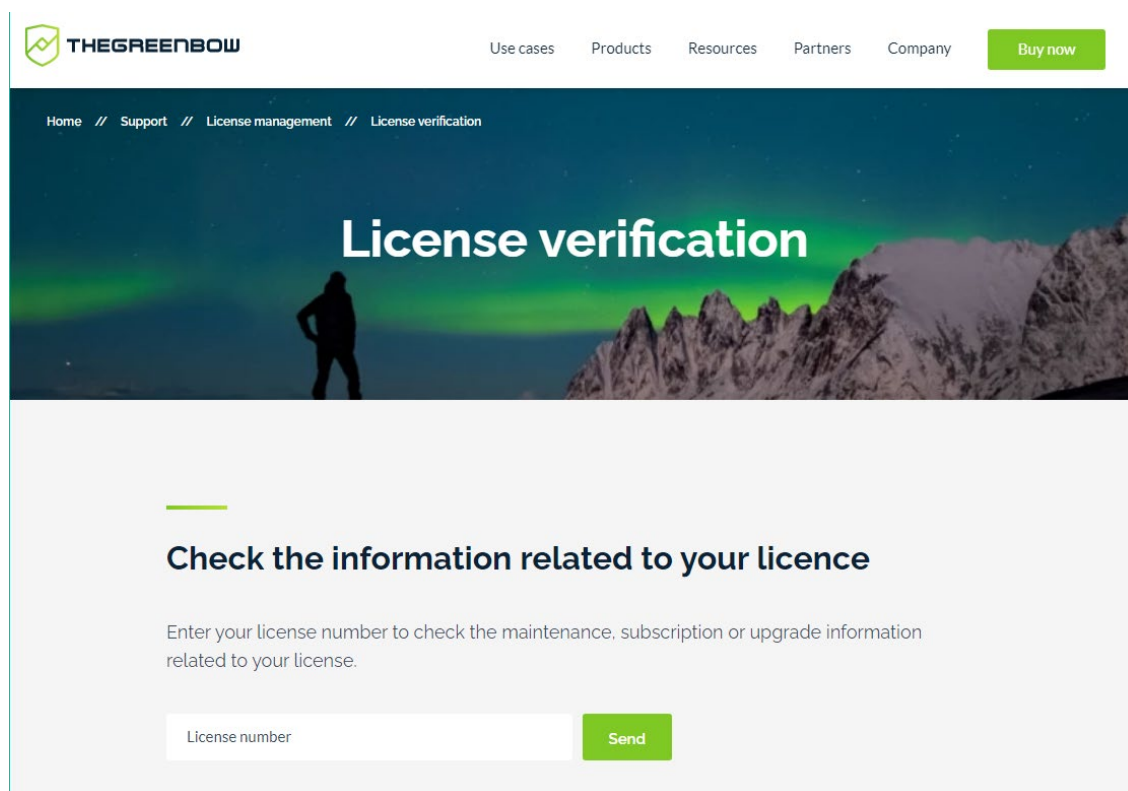 THEGREENBOW
Use cases Products Resources Partners Company Buy now
Home // Support // License management // License verification
License verification
Check the information related to your licence
Enter your license number to check the maintenance, subscription or upgrade information
related to your license.
License number Send